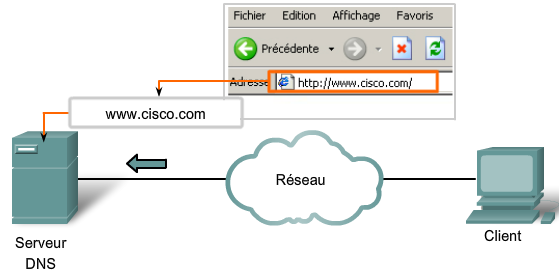 Fichier Edition Affichage Favoris
Précédente
Adresse http://www.cisco.com/
www.cisco.com
Réseau
Serveur
DNS
Client